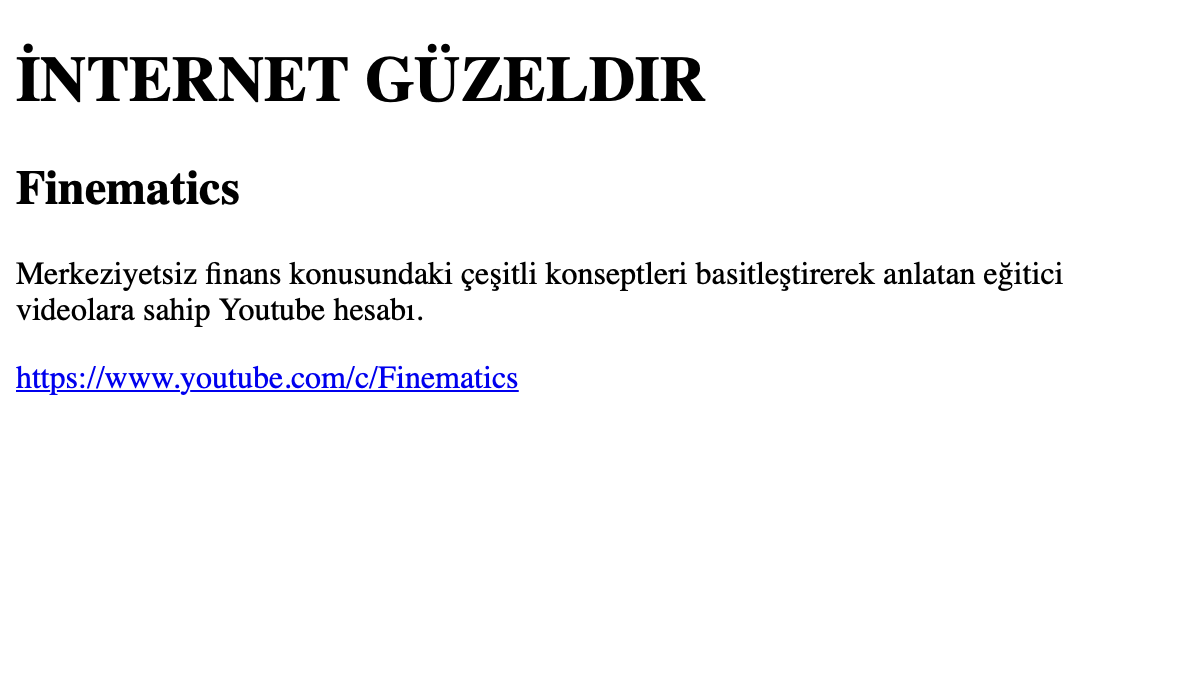 İNTERNET GÜZELDIR
Finematics
Merkeziyetsiz finans konusundaki çeşitli konseptleri basitleştirerek anlatan eğitici
videolara sahip Youtube hesabı.
https://www.youtube.com/c/Finematics